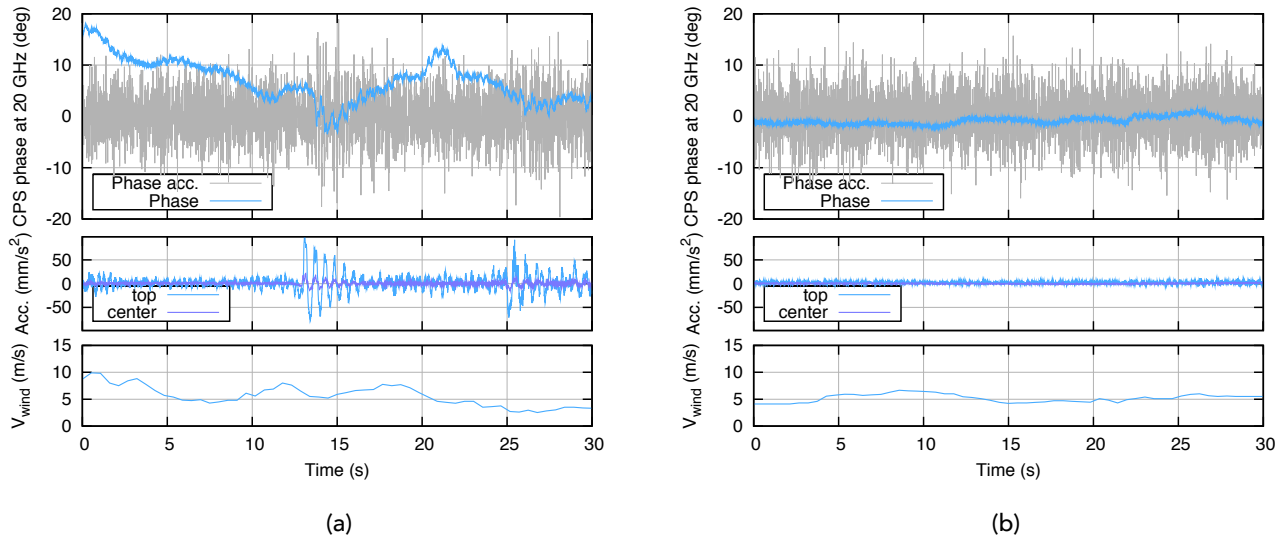 CPS phase at 20 GHz (deg)
20
10
0
-10
-20
Phase acc.
Phase
Acc. (mm/s²)
50
0
-50
top
center
V_wind (m/s)
15
10
5
0
0 5 10 15 20 25 30
Time (s)
(a)
CPS phase at 20 GHz (deg)
20
10
0
-10
-20
Phase acc.
Phase
Acc. (mm/s²)
50
0
-50
top
center
V_wind (m/s)
15
10
5
0
0 5 10 15 20 25 30
Time (s)
(b)